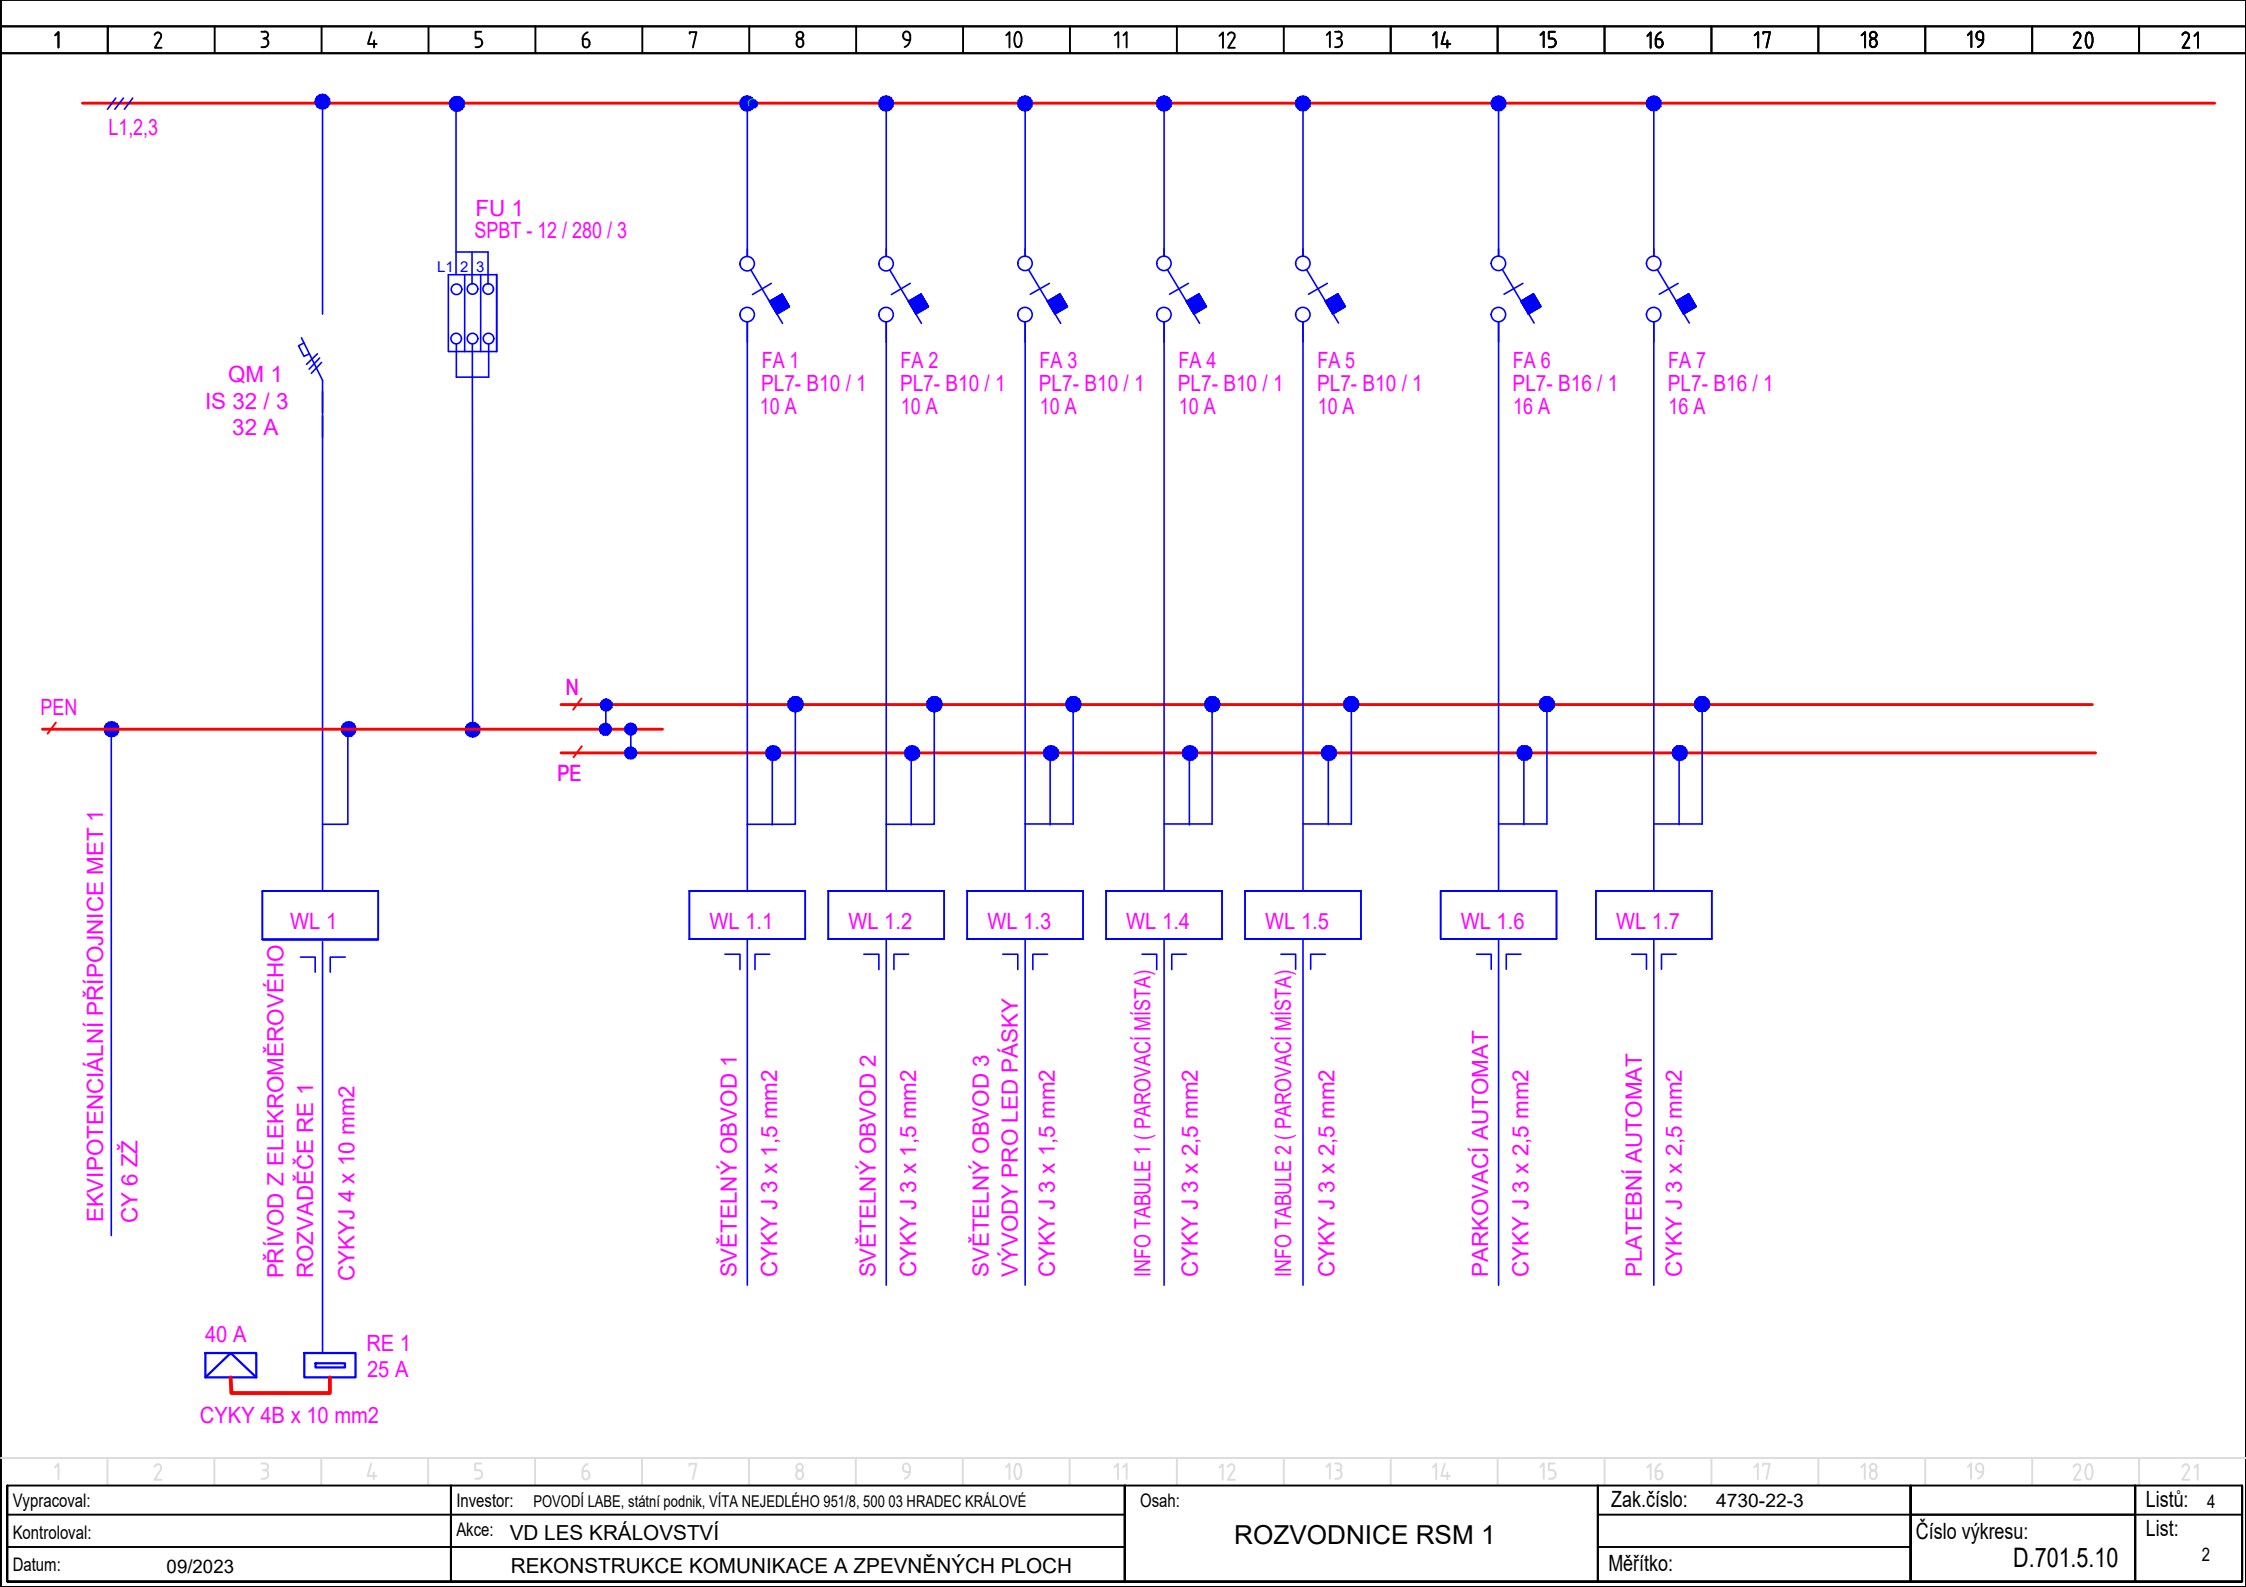 1 2 3 4 5 6 7 8 9 10 11 12 13 14 15 16 17 18 19 20 21
L1,2,3
FU 1
SPBT - 12 / 280 / 3
L1 2 3
QM 1
IS 32 / 3
32 A
FA 1
PL7- B10 / 1
10 A
FA 2
PL7- B10 / 1
10 A
FA 3
PL7- B10 / 1
10 A
FA 4
PL7- B10 / 1
10 A
FA 5
PL7- B10 / 1
10 A
FA 6
PL7- B16 / 1
16 A
FA 7
PL7- B16 / 1
16 A
PEN
N
PE
WL 1
WL 1.1
WL 1.2
WL 1.3
WL 1.4
WL 1.5
WL 1.6
WL 1.7
EKVIPOTENCIÁLNÍ PŘÍPOJNICE MET 1
CY 6 ZŽ
PŘÍVOD Z ELEKROMĚROVÉHO
ROZVADĚČE RE 1
CYKYJ 4 x 10 mm2
SVĚTELNÝ OBVOD 1
CYKY J 3 x 1,5 mm2
SVĚTELNÝ OBVOD 2
CYKY J 3 x 1,5 mm2
SVĚTELNÝ OBVOD 3
VÝVODY PRO LED PÁSKY
CYKY J 3 x 1,5 mm2
INFO TABULE 1 ( PAROVACÍ MÍSTA)
CYKY J 3 x 2,5 mm2
INFO TABULE 2 ( PAROVACÍ MÍSTA)
CYKY J 3 x 2,5 mm2
PARKOVACÍ AUTOMAT
CYKY J 3 x 2,5 mm2
PLATEBNÍ AUTOMAT
CYKY J 3 x 2,5 mm2
40 A
RE 1
25 A
CYKY 4B x 10 mm2
1 2 3 4 5 6 7 8 9 10 11 12 13 14 15 16 17 18 19 20 21
Vypracoval:
Kontroloval:
Datum: 09/2023
Investor: POVODÍ LABE, státní podnik, VÍTA NEJEDLÉHO 951/8, 500 03 HRADEC KRÁLOVÉ
Akce: VD LES KRÁLOVSTVÍ
REKONSTRUKCE KOMUNIKACE A ZPEVNĚNÝCH PLOCH
Osah:
ROZVODNICE RSM 1
Zak.číslo: 4730-22-3
Měřítko:
Číslo výkresu:
D.701.5.10
Listů: 4
List:
2